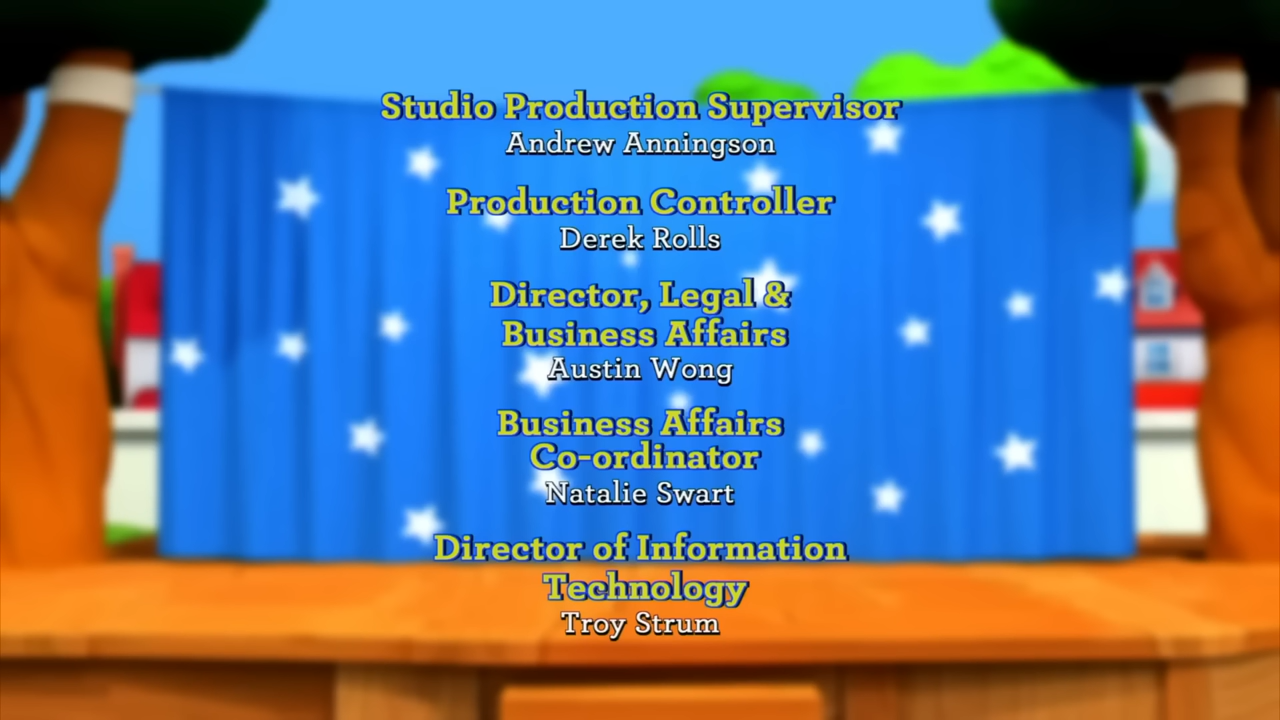 Studio Production Supervisor
Andrew Anningson
Production Controller
Derek Rolls
Director, Legal &
Business Affairs
Austin Wong
Business Affairs
Co-ordinator
Natalie Swart
Director of Information
Technology
Troy Strum